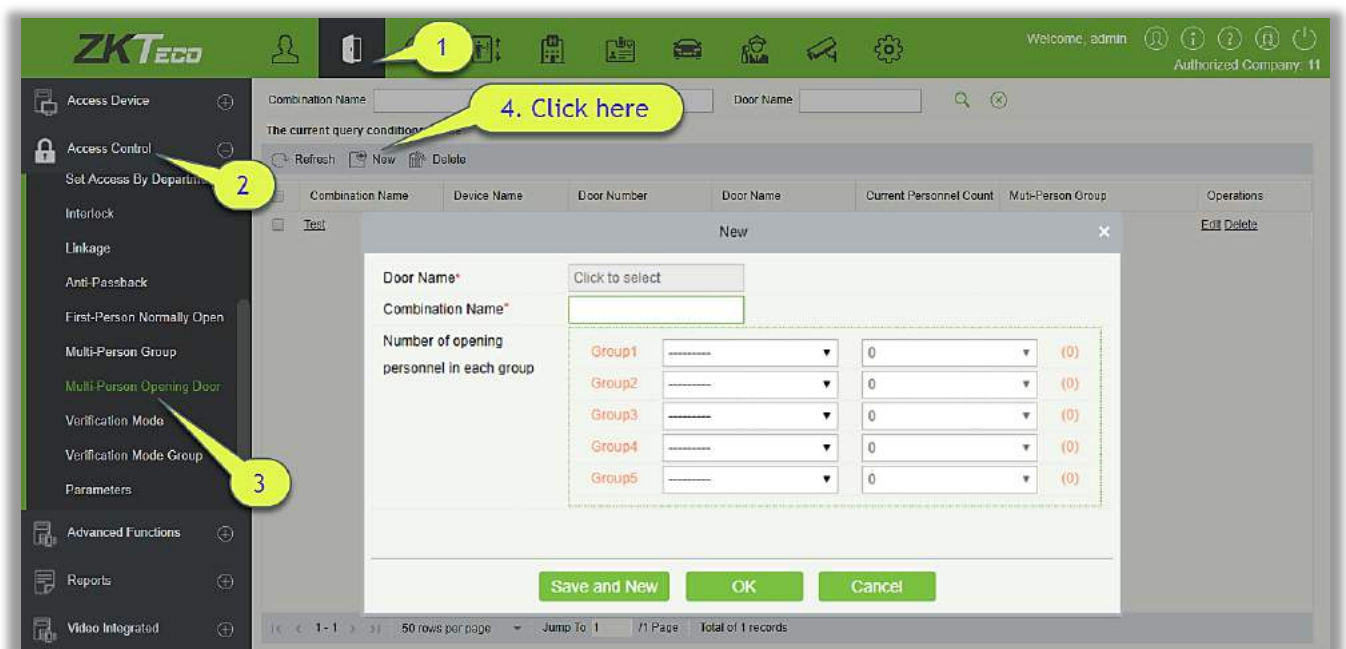 ZKTECO
1
Welcome, admin
Authorized Company: 11
Access Device
Combination Name
4. Click here
Door Name
The current query conditions
Access Control
2
Refresh New Delete
Set Access By Departm
Combination Name Device Name Door Number Door Name Current Personnel Count Muti-Person Group Operations
Interlock
Test
Edit Delete
New
Linkage
Door Name* Click to select
Anti-Passback
Combination Name*
First-Person Normally Open
Number of opening
personnel in each group
Group1 --------- 0 (0)
Multi-Person Group
Group2 --------- 0 (0)
Multi-Person Opening Door
Group3 --------- 0 (0)
Verification Mode
Group4 --------- 0 (0)
Verification Mode Group
Group5 --------- 0 (0)
3
Parameters
Advanced Functions
Reports
Save and New OK Cancel
Video Integrated
1-1 50 rows per page Jump To 1 /1 Page Total of 1 records